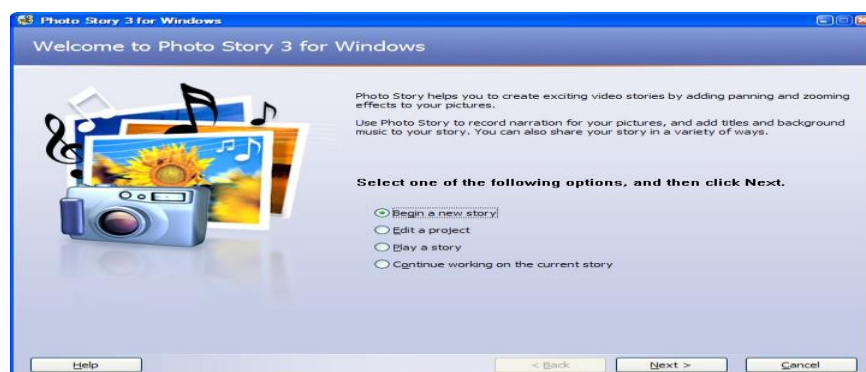 Photo Story 3 for Windows
Welcome to Photo Story 3 for Windows
Photo Story helps you to create exciting video stories by adding panning and zooming
effects to your pictures.
Use Photo Story to record narration for your pictures, and add titles and background
music to your story. You can also share your story in a variety of ways.
Select one of the following options, and then click Next.
Begin a new story
Edit a project
Play a story
Continue working on the current story
Help
< Back
Next >
Cancel